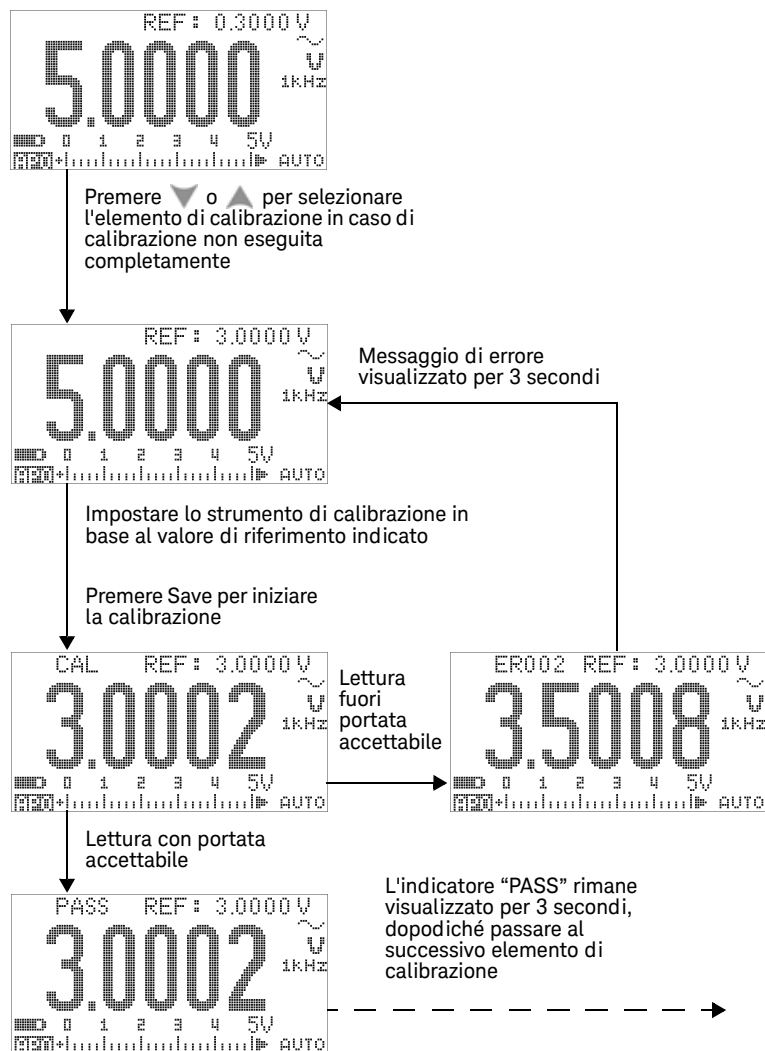 REF: 0.3000 V
5.0000
1kHz
0 1 2 3 4 5V
APO
AUTO
Premere o per selezionare
l'elemento di calibrazione in caso di
calibrazione non eseguita
completamente
REF: 3.0000 V
5.0000
1kHz
0 1 2 3 4 5V
APO
AUTO
Messaggio di errore
visualizzato per 3 secondi
Impostare lo strumento di calibrazione in
base al valore di riferimento indicato
Premere Save per iniziare
la calibrazione
CAL REF: 3.0000 V
3.0002
1kHz
0 1 2 3 4 5V
APO
AUTO
Lettura
fuori
portata
accettabile
ER002 REF: 3.0000 V
3.5008
V
1kHz
0 1 2 3 4 5V
APO
AUTO
Lettura con portata
accettabile
PASS REF: 3.0000 V
3.0002
1kHz
0 1 2 3 4 5V
APO
AUTO
L'indicatore “PASS” rimane
visualizzato per 3 secondi,
dopodiché passare al
successivo elemento di
calibrazione